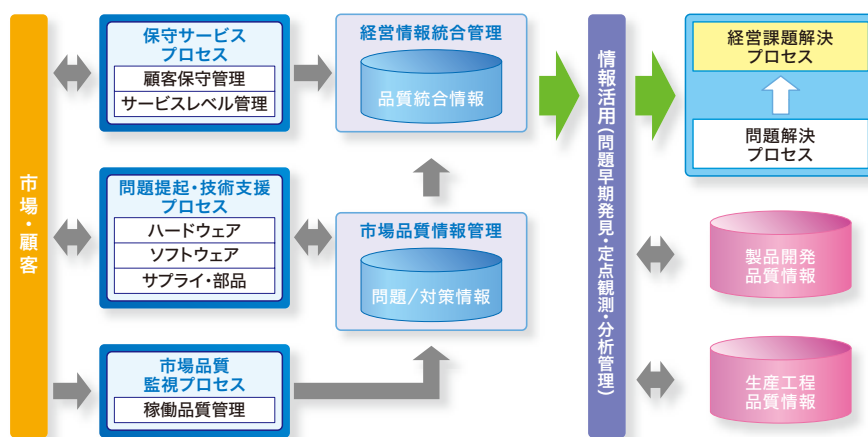 市場・顧客
保守サービス
プロセス
顧客保守管理
サービスレベル管理
問題提起・技術支援
プロセス
ハードウェア
ソフトウェア
サプライ・部品
市場品質
監視プロセス
稼働品質管理
経営情報統合管理
品質統合情報
市場品質情報管理
問題/対策情報
情報活用(問題早期発見・定点観測・分析管理)
経営課題解決
プロセス
問題解決
プロセス
製品開発
品質情報
生産工程
品質情報